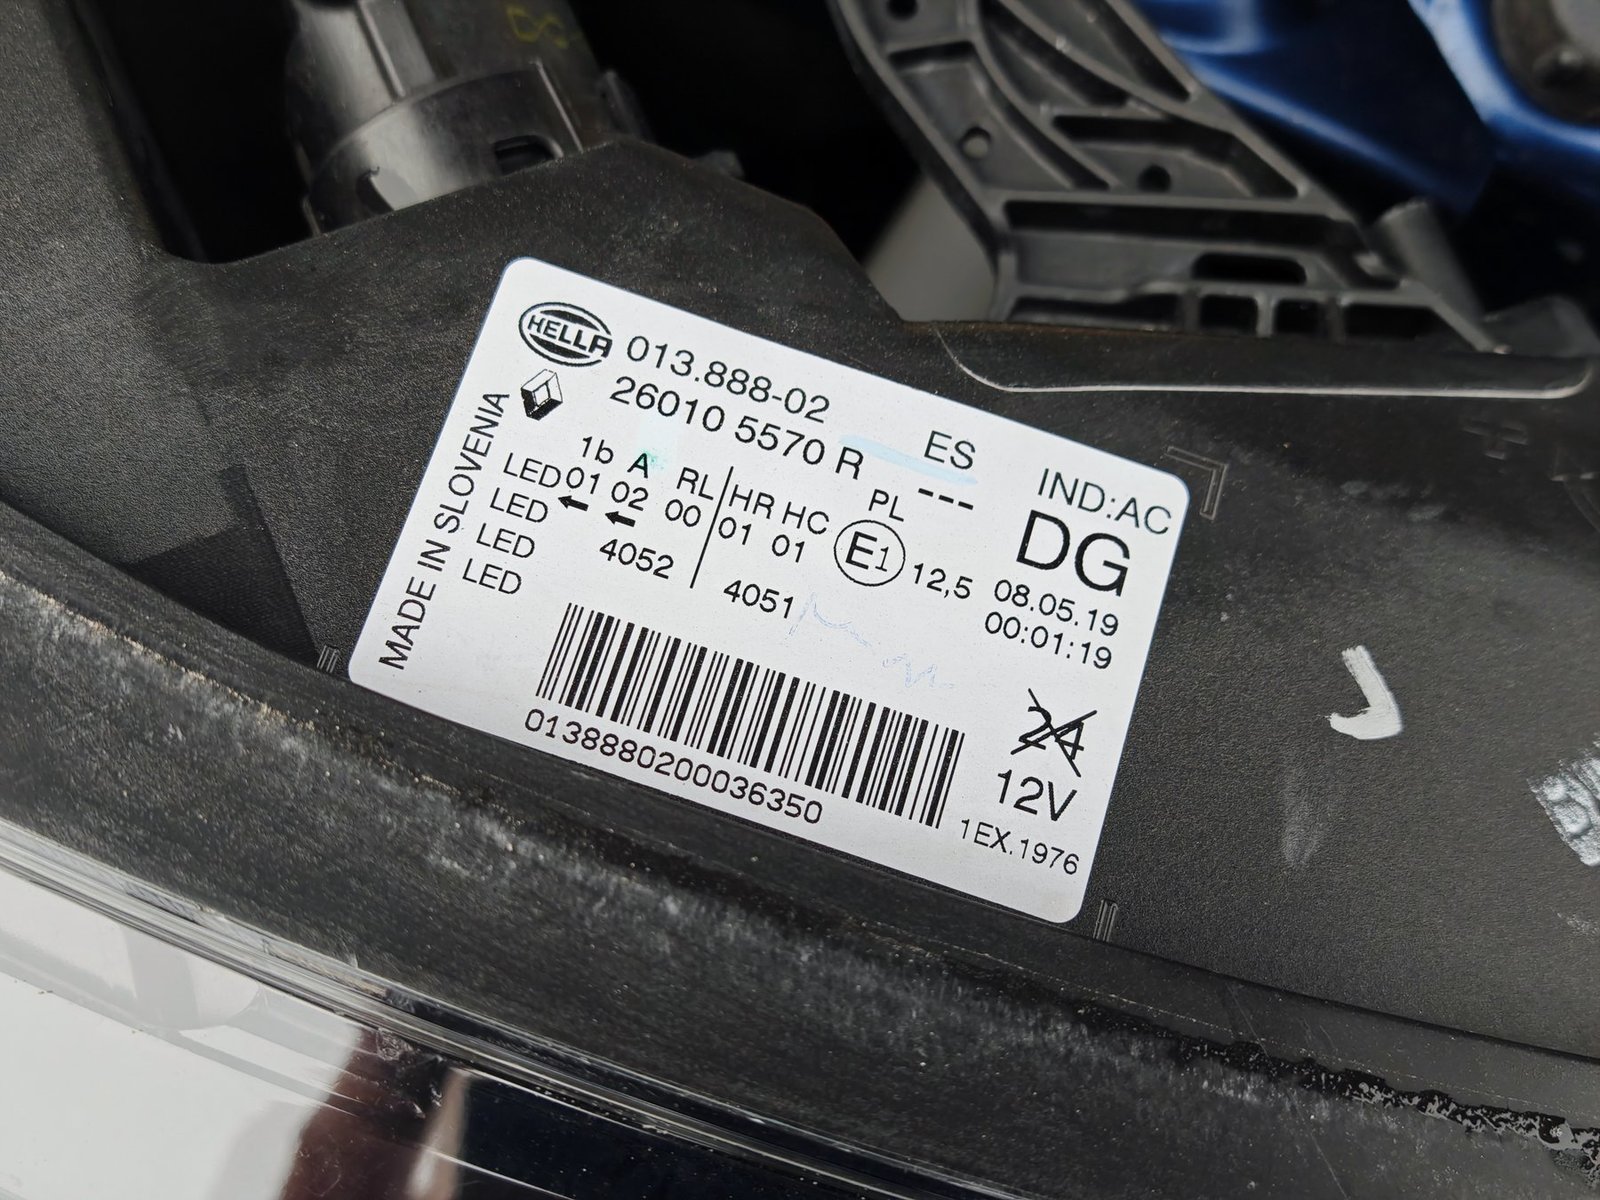 HELLA 013.888-02
26010 5570 R ES
IND:AC
MADE IN SLOVENIA
1b A RL HR HC PL ---
LED 01 02 00 01 01 E1 12,5
LED ← ←
LED 4052 4051
LED
DG
08.05.19
00:01:19
0138880200036350
24
12V
1EX.1976